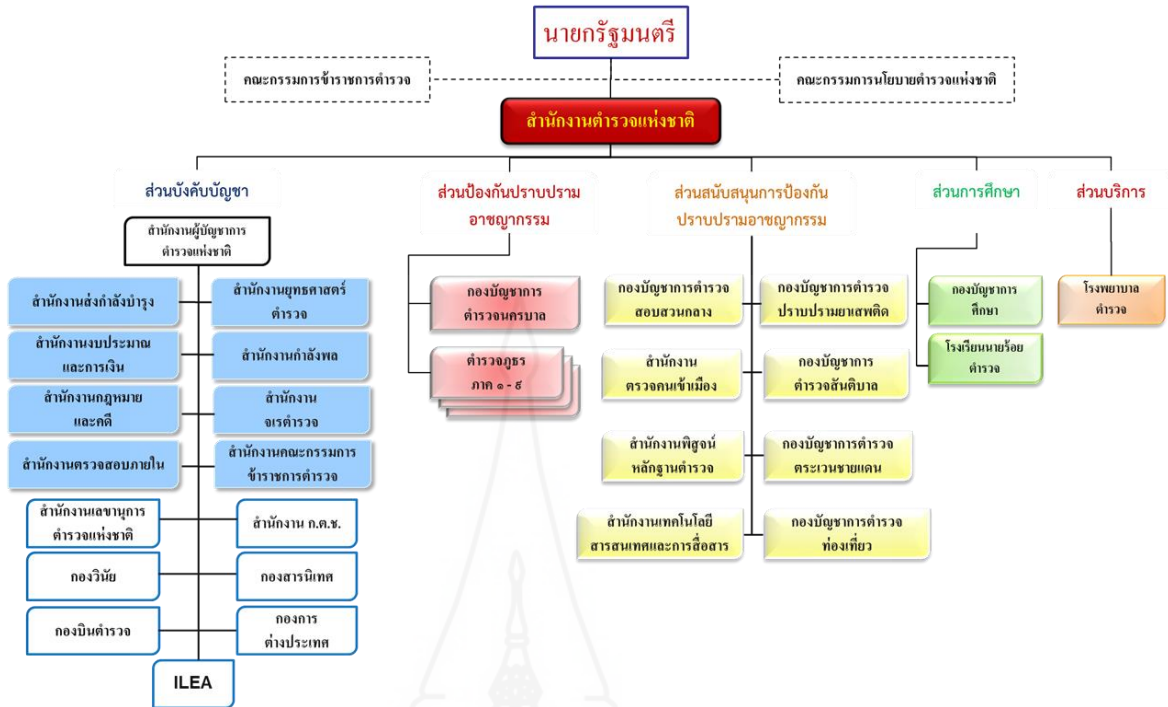 นายกรัฐมนตรี
คณะกรรมการข้าราชการตำรวจ
คณะกรรมการนโยบายตำรวจแห่งชาติ
สำนักงานตำรวจแห่งชาติ
ส่วนบังคับบัญชา
ส่วนป้องกันปราบปราม
อาชญากรรม
ส่วนสนับสนุนการป้องกัน
ปราบปรามอาชญากรรม
ส่วนการศึกษา
ส่วนบริการ
สำนักงานผู้บัญชาการ
ตำรวจแห่งชาติ
สำนักงานส่งกำลังบำรุง
สำนักงานยุทธศาสตร์
ตำรวจ
สำนักงานงบประมาณ
และการเงิน
สำนักงานกำลังพล
สำนักงานกฎหมาย
และคดี
สำนักงาน
จเรตำรวจ
สำนักงานตรวจสอบภายใน
สำนักงานคณะกรรมการ
ข้าราชการตำรวจ
สำนักงานเลขานุการ
ตำรวจแห่งชาติ
สำนักงาน ก.ต.ช.
กองวินัย
กองสารนิเทศ
กองบินตำรวจ
กองการ
ต่างประเทศ
ILEA
กองบัญชาการ
ตำรวจนครบาล
ตำรวจภูธร
ภาค ๑ - ๙
กองบัญชาการตำรวจ
สอบสวนกลาง
กองบัญชาการตำรวจ
ปราบปรามยาเสพติด
สำนักงาน
ตรวจคนเข้าเมือง
กองบัญชาการ
ตำรวจสันติบาล
สำนักงานพิสูจน์
หลักฐานตำรวจ
กองบัญชาการตำรวจ
ตระเวนชายแดน
สำนักงานเทคโนโลยี
สารสนเทศและการสื่อสาร
กองบัญชาการตำรวจ
ท่องเที่ยว
กองบัญชาการ
ศึกษา
โรงเรียนนายร้อย
ตำรวจ
โรงพยาบาล
ตำรวจ